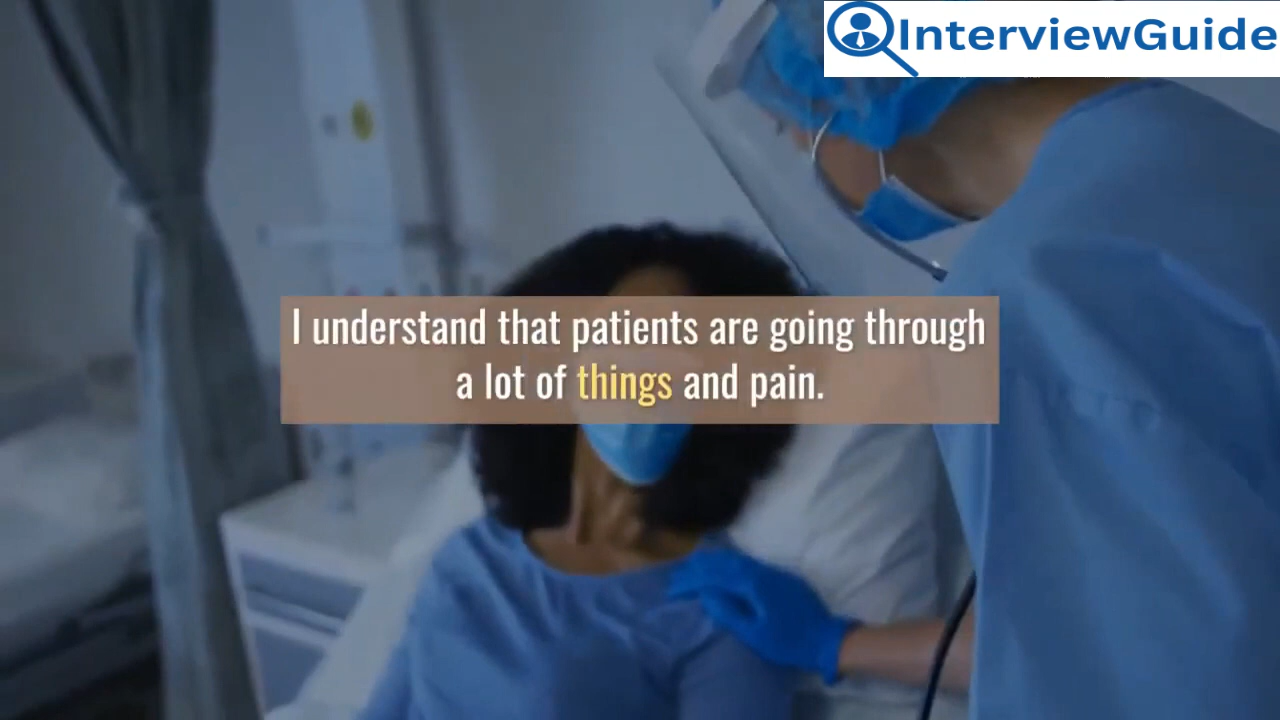 InterviewGuide
I understand that patients are going through
a lot of things and pain.